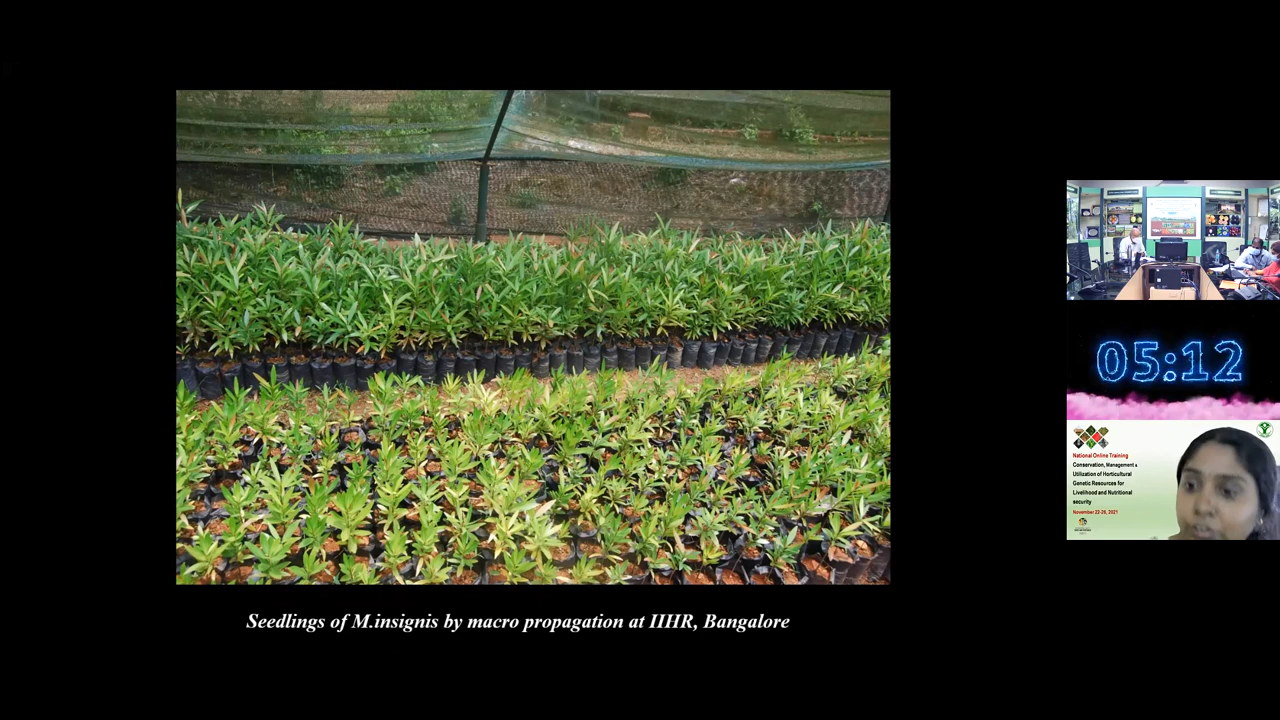 Seedlings of M.insignis by macro propagation at IIHR, Bangalore
05:12
National Online Training
Conservation, Management &
Utilization of Horticultural
Genetic Resources for
Livelihood and Nutritional
security
November 22-26, 2021